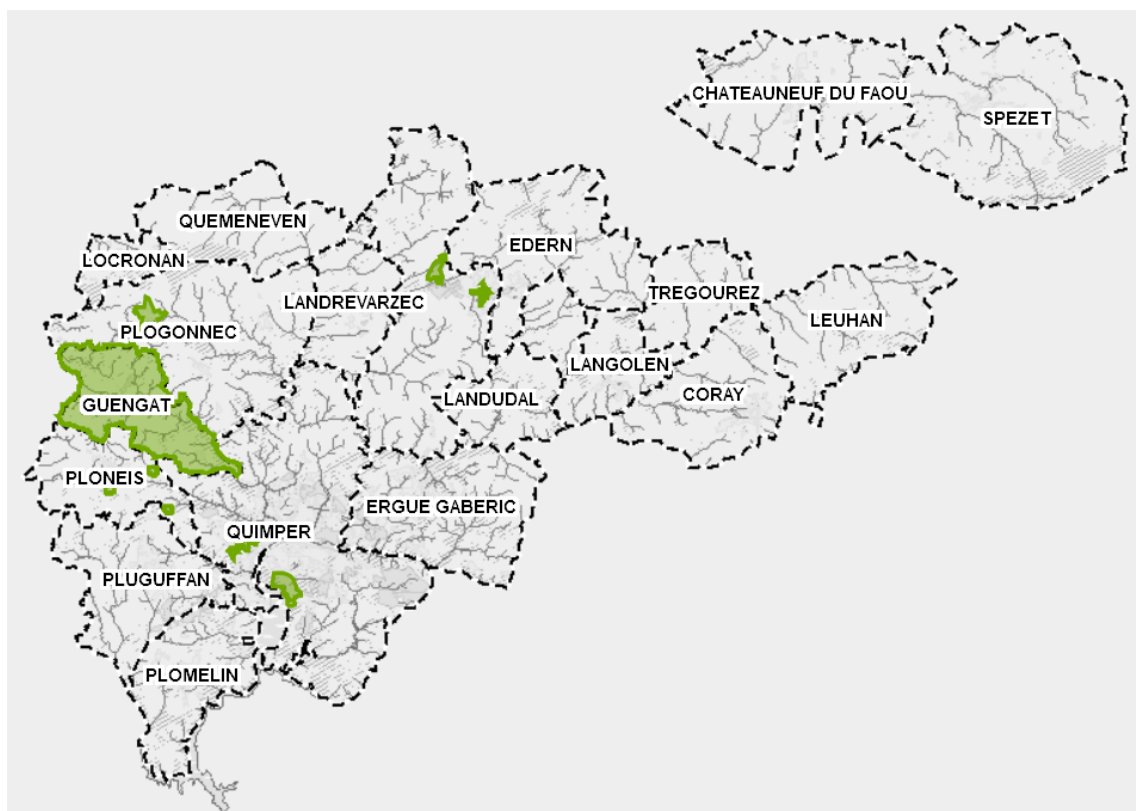 CHATEAUNEUF DU FAOU
SPEZET
QUEMENEVEN
EDERN
LOCRONAN
TREGOUREZ
LANDREVARZEC
LEUHAN
PLOGONNEC
LANGOLEN
CORAY
LANDUDAL
GUENGAT
PLONEIS
ERGUE GABERIC
QUIMPER
PLUGUFFAN
PLOMELIN